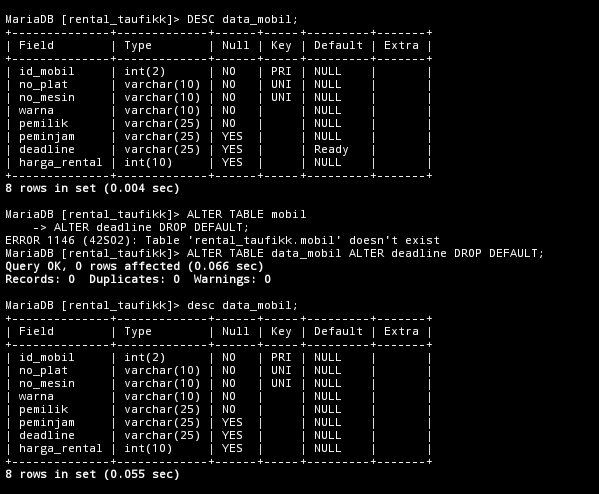 MariaDB [rental_taufikk]> DESC data_mobil;
+--------------+-------------+------+-----+---------+-------+
| Field        | Type        | Null | Key | Default | Extra |
+--------------+-------------+------+-----+---------+-------+
| id_mobil     | int(2)      | NO   | PRI | NULL    |       |
| no_plat      | varchar(10) | NO   | UNI | NULL    |       |
| no_mesin     | varchar(10) | NO   | UNI | NULL    |       |
| warna        | varchar(10) | NO   |     | NULL    |       |
| pemilik      | varchar(25) | NO   |     | NULL    |       |
| peminjam     | varchar(25) | YES  |     | NULL    |       |
| deadline     | varchar(25) | YES  |     | Ready   |       |
| harga_rental | int(10)     | YES  |     | NULL    |       |
+--------------+-------------+------+-----+---------+-------+
8 rows in set (0.004 sec)
MariaDB [rental_taufikk]> ALTER TABLE mobil
    -> ALTER deadline DROP DEFAULT;
ERROR 1146 (42S02): Table 'rental_taufikk.mobil' doesn't exist
MariaDB [rental_taufikk]> ALTER TABLE data_mobil ALTER deadline DROP DEFAULT;
Query OK, 0 rows affected (0.066 sec)
Records: 0  Duplicates: 0  Warnings: 0
MariaDB [rental_taufikk]> desc data_mobil;
+--------------+-------------+------+-----+---------+-------+
| Field        | Type        | Null | Key | Default | Extra |
+--------------+-------------+------+-----+---------+-------+
| id_mobil     | int(2)      | NO   | PRI | NULL    |       |
| no_plat      | varchar(10) | NO   | UNI | NULL    |       |
| no_mesin     | varchar(10) | NO   | UNI | NULL    |       |
| warna        | varchar(10) | NO   |     | NULL    |       |
| pemilik      | varchar(25) | NO   |     | NULL    |       |
| peminjam     | varchar(25) | YES  |     | NULL    |       |
| deadline     | varchar(25) | YES  |     | NULL    |       |
| harga_rental | int(10)     | YES  |     | NULL    |       |
+--------------+-------------+------+-----+---------+-------+
8 rows in set (0.055 sec)